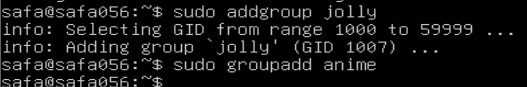 safa@safa056:~$ sudo addgroup jolly
info: Selecting GID from range 1000 to 59999 ...
info: Adding group `jolly' (GID 1007) ...
safa@safa056:~$ sudo groupadd anime
safa@safa056:~$